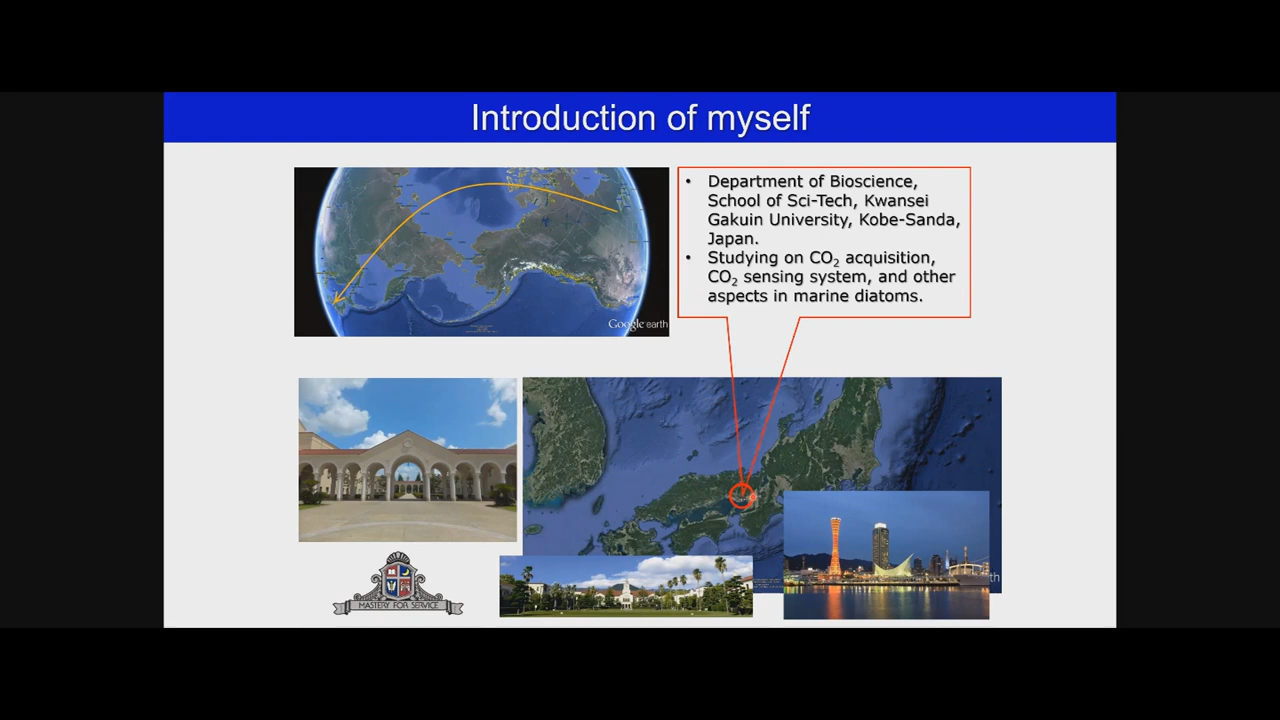 Introduction of myself
• Department of Bioscience,
School of Sci-Tech, Kwansei
Gakuin University, Kobe-Sanda,
Japan.
• Studying on CO₂ acquisition,
CO₂ sensing system, and other
aspects in marine diatoms.
Google earth
MASTERY FOR SERVICE
th